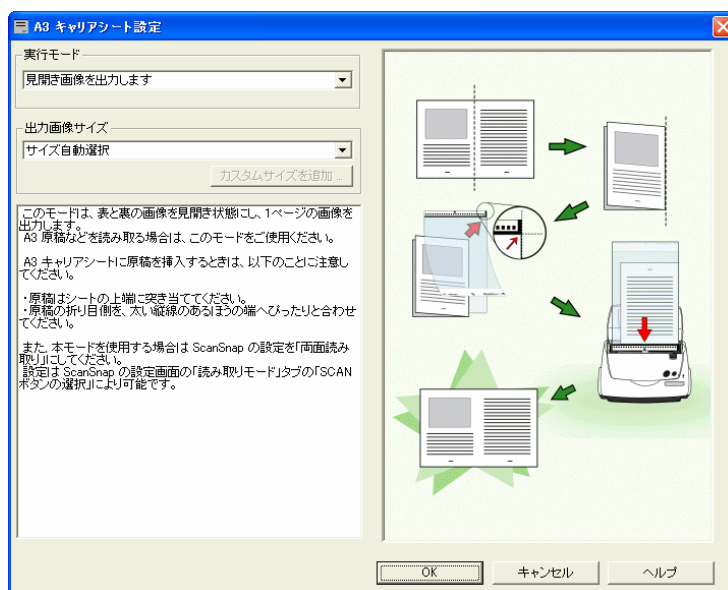 A3 キャリアシート設定
実行モード
見開き画像を出力します
出力画像サイズ
サイズ自動選択
カスタムサイズを追加 ...
このモードは、表と裏の画像を見開き状態にし、1ページの画像を
出力します。
A3 原稿などを読み取る場合は、このモードをご使用ください。
A3 キャリアシートに原稿を挿入するときは、以下のことに注意し
てください。
・原稿はシートの上端に突き当ててください。
・原稿の折り目側を、太い縦線のあるほうの端へぴったりと合わせ
てください。
また、本モードを使用する場合は ScanSnap の設定を「両面読み
取り」にしてください。
設定は ScanSnap の設定画面の「読み取りモード」タブの「SCAN
ボタンの選択」により可能です。
OK
キャンセル
ヘルプ